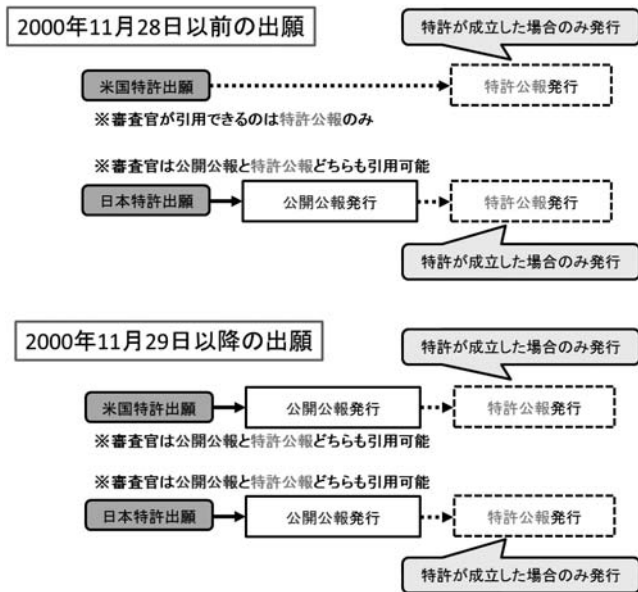 2000年11月28日以前の出願
特許が成立した場合のみ発行
米国特許出願
特許公報発行
※審査官が引用できるのは特許公報のみ
※審査官は公開公報と特許公報どちらも引用可能
日本特許出願
公開公報発行
特許公報発行
特許が成立した場合のみ発行
2000年11月29日以降の出願
特許が成立した場合のみ発行
米国特許出願
公開公報発行
特許公報発行
※審査官は公開公報と特許公報どちらも引用可能
※審査官は公開公報と特許公報どちらも引用可能
日本特許出願
公開公報発行
特許公報発行
特許が成立した場合のみ発行